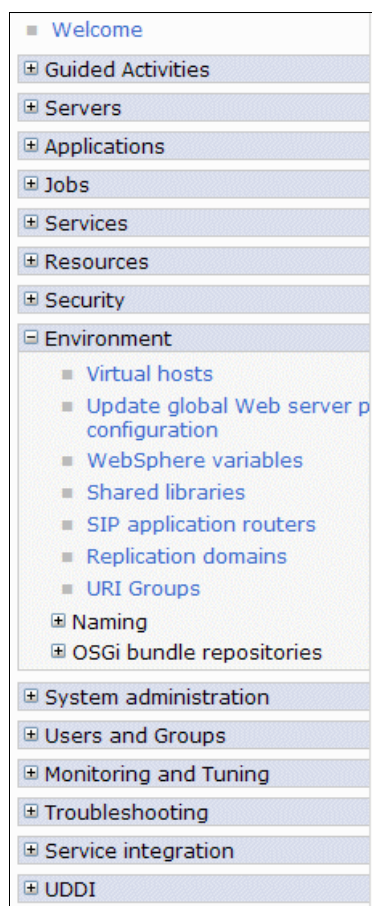 Welcome
Guided Activities
Servers
Applications
Jobs
Services
Resources
Security
Environment
Virtual hosts
Update global Web server p
configuration
WebSphere variables
Shared libraries
SIP application routers
Replication domains
URI Groups
Naming
OSGi bundle repositories
System administration
Users and Groups
Monitoring and Tuning
Troubleshooting
Service integration
UDDI